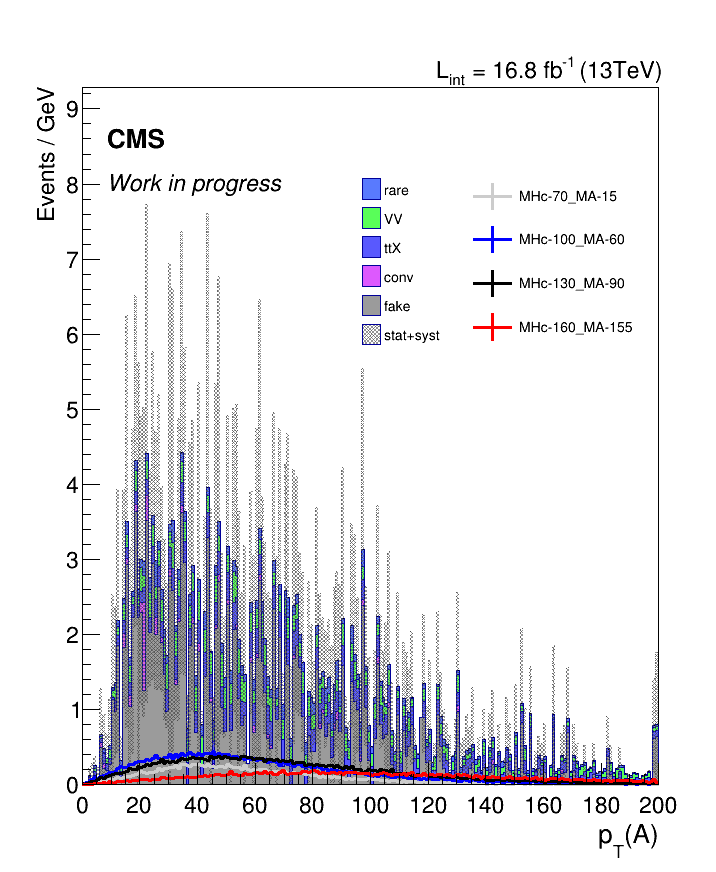 L_int = 16.8 fb^-1 (13TeV)
Events / GeV
9
CMS
8
Work in progress
rare
MHc-70_MA-15
VV
7
ttX
MHc-100_MA-60
conv
6
fake
MHc-130_MA-90
stat+syst
MHc-160_MA-155
5
4
3
2
1
0
0 20 40 60 80 100 120 140 160 180 200
p_T(A)